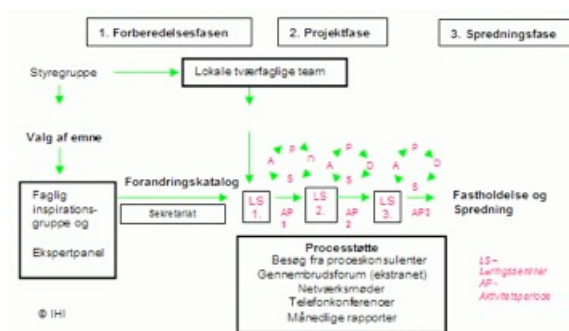 1. Forberedelsesfasen
2. Projektfase
3. Spredningsfase
Styregruppe
Lokale tværfaglige team
Valg af emne
Faglig
inspirations-
gruppe og
Ekspertpanel
Forandringskatalog
Sekretariat
LS
1.
A P U S
AP
1
LS
2.
A P D S
AP
2
LS
3.
A P D S
AP3
Fastholdelse og
Spredning
Processtøtte
Besøg fra proceskonsulenter
Gennembrudsforum (ekstranet)
Netværksmøder
Telefonkonferencer
Månedlige rapporter
LS–
Læringsseminer
AP-
Aktivitetsperiode
© IHI